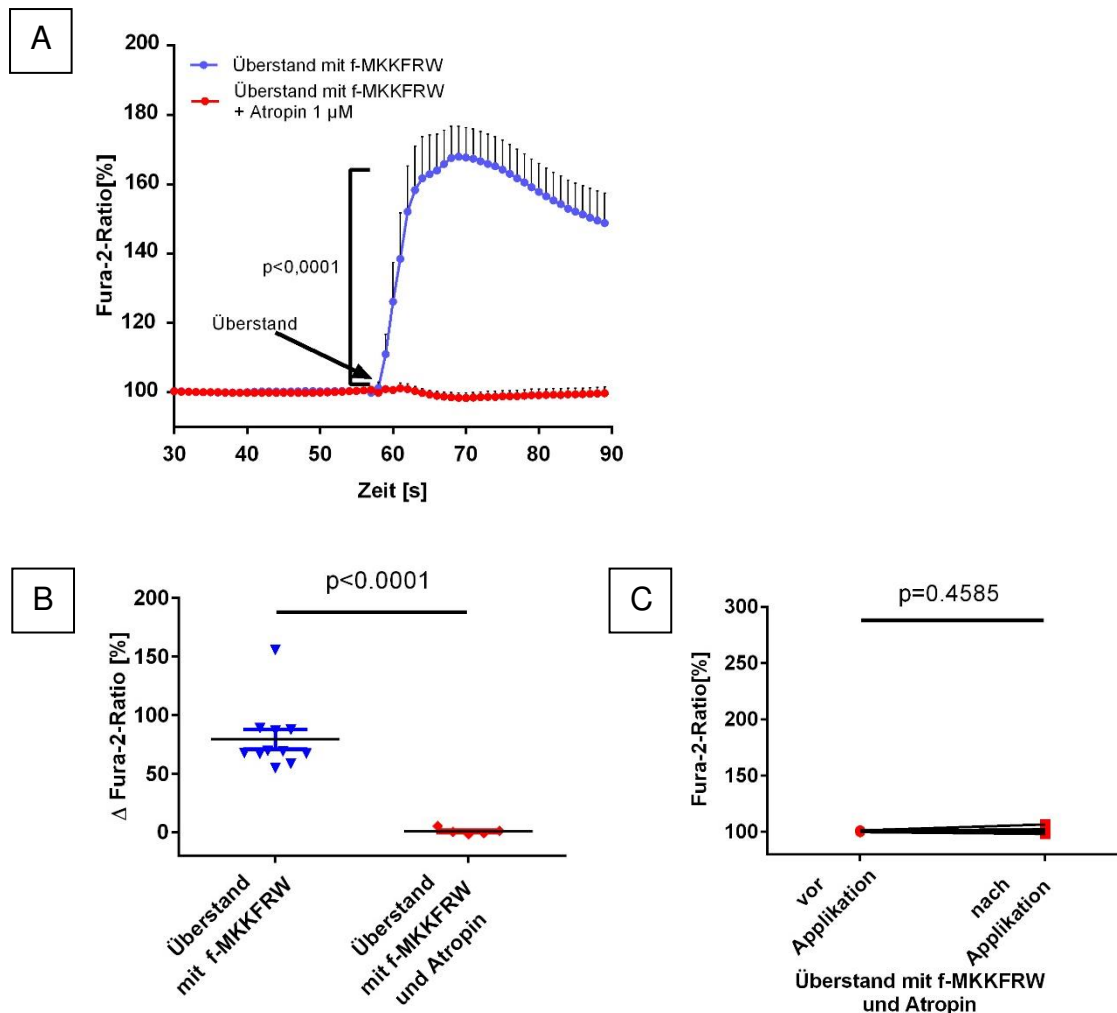 A
Überstand mit f-MKKFRW
Überstand mit f-MKKFRW
+ Atropin 1 µM
Fura-2-Ratio[%]
200
180
160
140
120
100
p<0,0001
Überstand
30 40 50 60 70 80 90
Zeit [s]
B
p<0.0001
Δ Fura-2-Ratio [%]
200
150
100
50
0
Überstand
mit f-MKKFRW
Überstand
mit f-MKKFRW
und Atropin
C
p=0.4585
Fura-2-Ratio[%]
300
250
200
150
100
vor
Applikation
nach
Applikation
Überstand mit f-MKKFRW
und Atropin